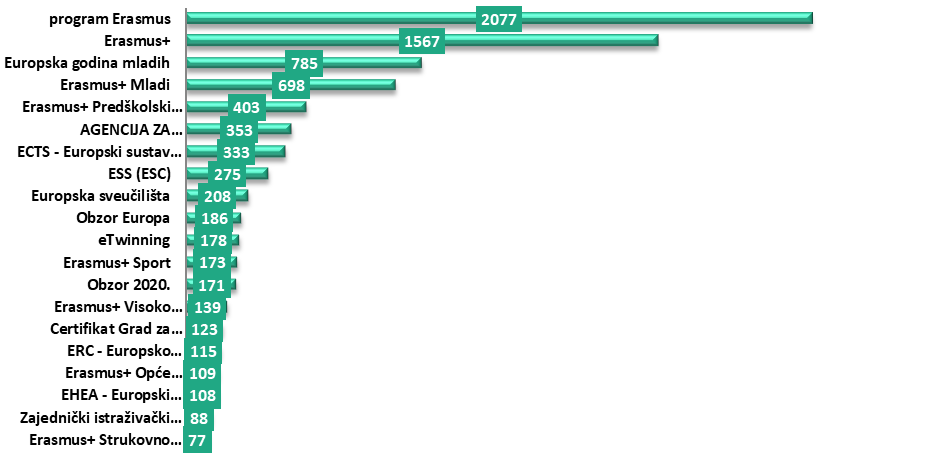 program Erasmus 2077
Erasmus+ 1567
Europska godina mladih 785
Erasmus+ Mladi 698
Erasmus+ Predškolski... 403
AGENCIJA ZA... 353
ECTS - Europski sustav... 333
ESS (ESC) 275
Europska sveučilišta 208
Obzor Europa 186
eTwinning 178
Erasmus+ Sport 173
Obzor 2020. 171
Erasmus+ Visoko... 139
Certifikat Grad za... 123
ERC - Europsko... 115
Erasmus+ Opće... 109
EHEA - Europski... 108
Zajednički istraživački... 88
Erasmus+ Strukovno... 77